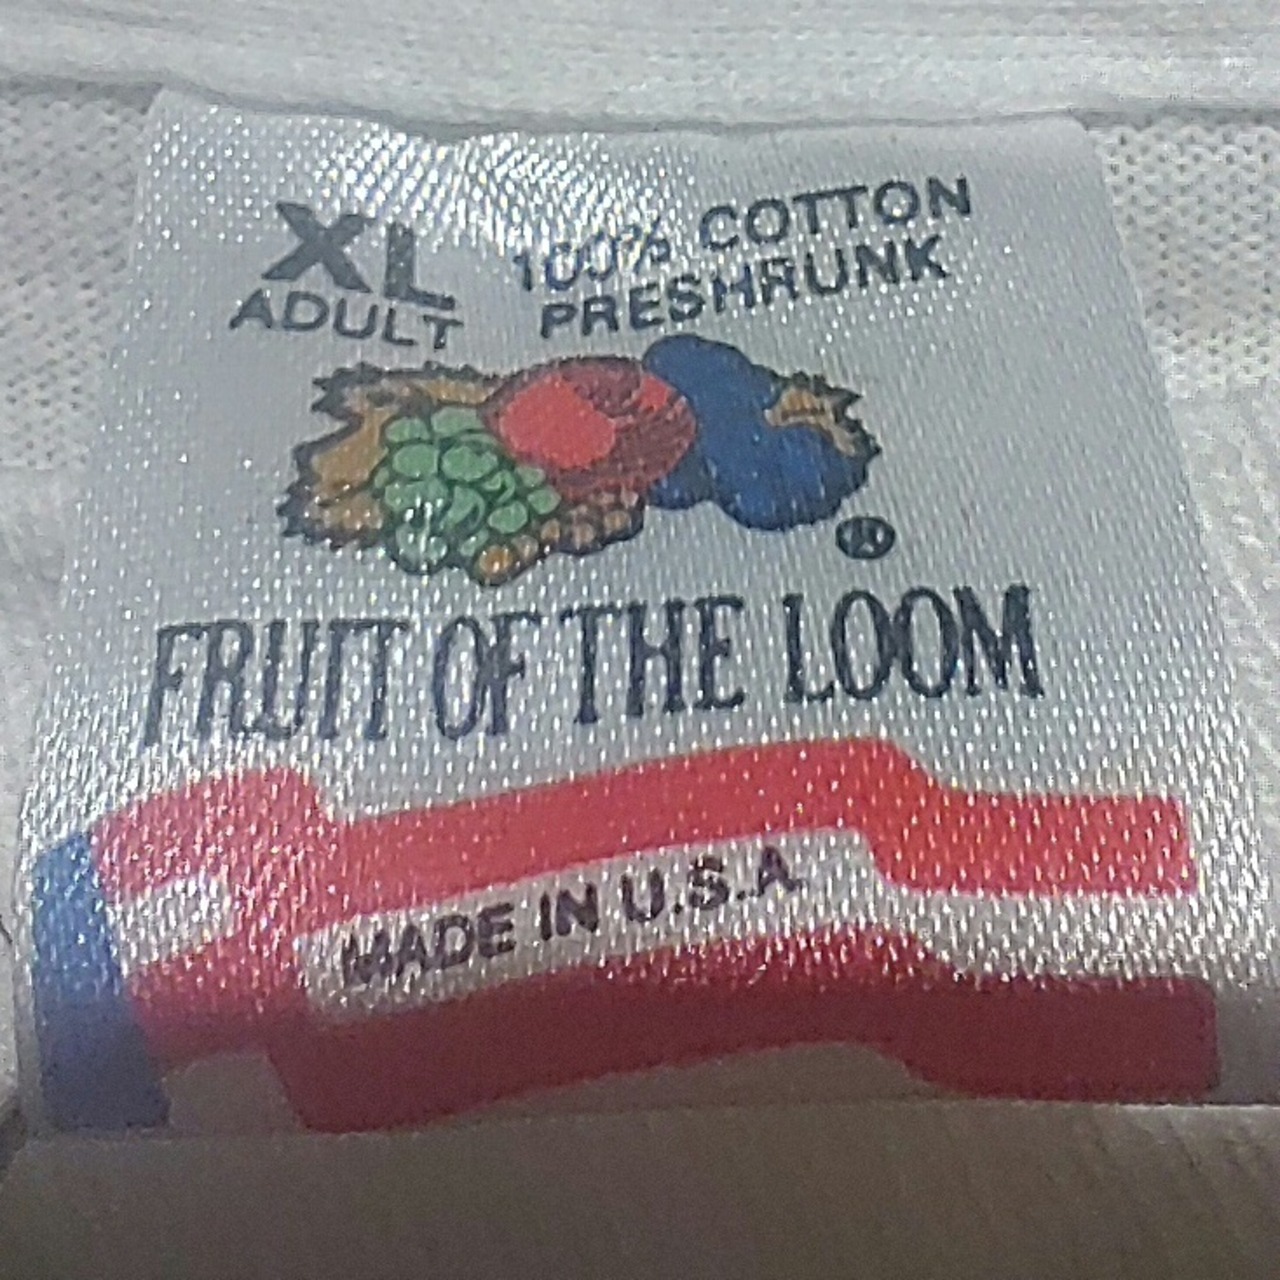 XL
ADULT
100% COTTON
PRESHRUNK
®
FRUIT OF THE LOOM
MADE IN U.S.A